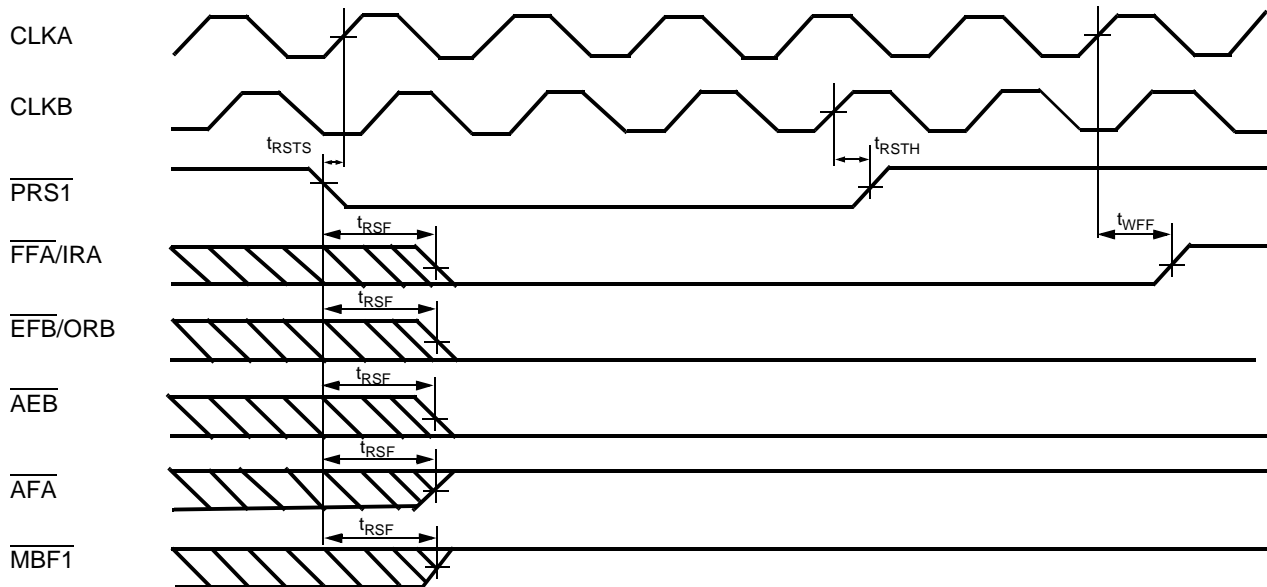 CLKA
CLKB
tRSTS
tRSTH
PRS1
tRSF
tWFF
FFA/IRA
tRSF
EFB/ORB
tRSF
AEB
tRSF
AFA
tRSF
MBF1